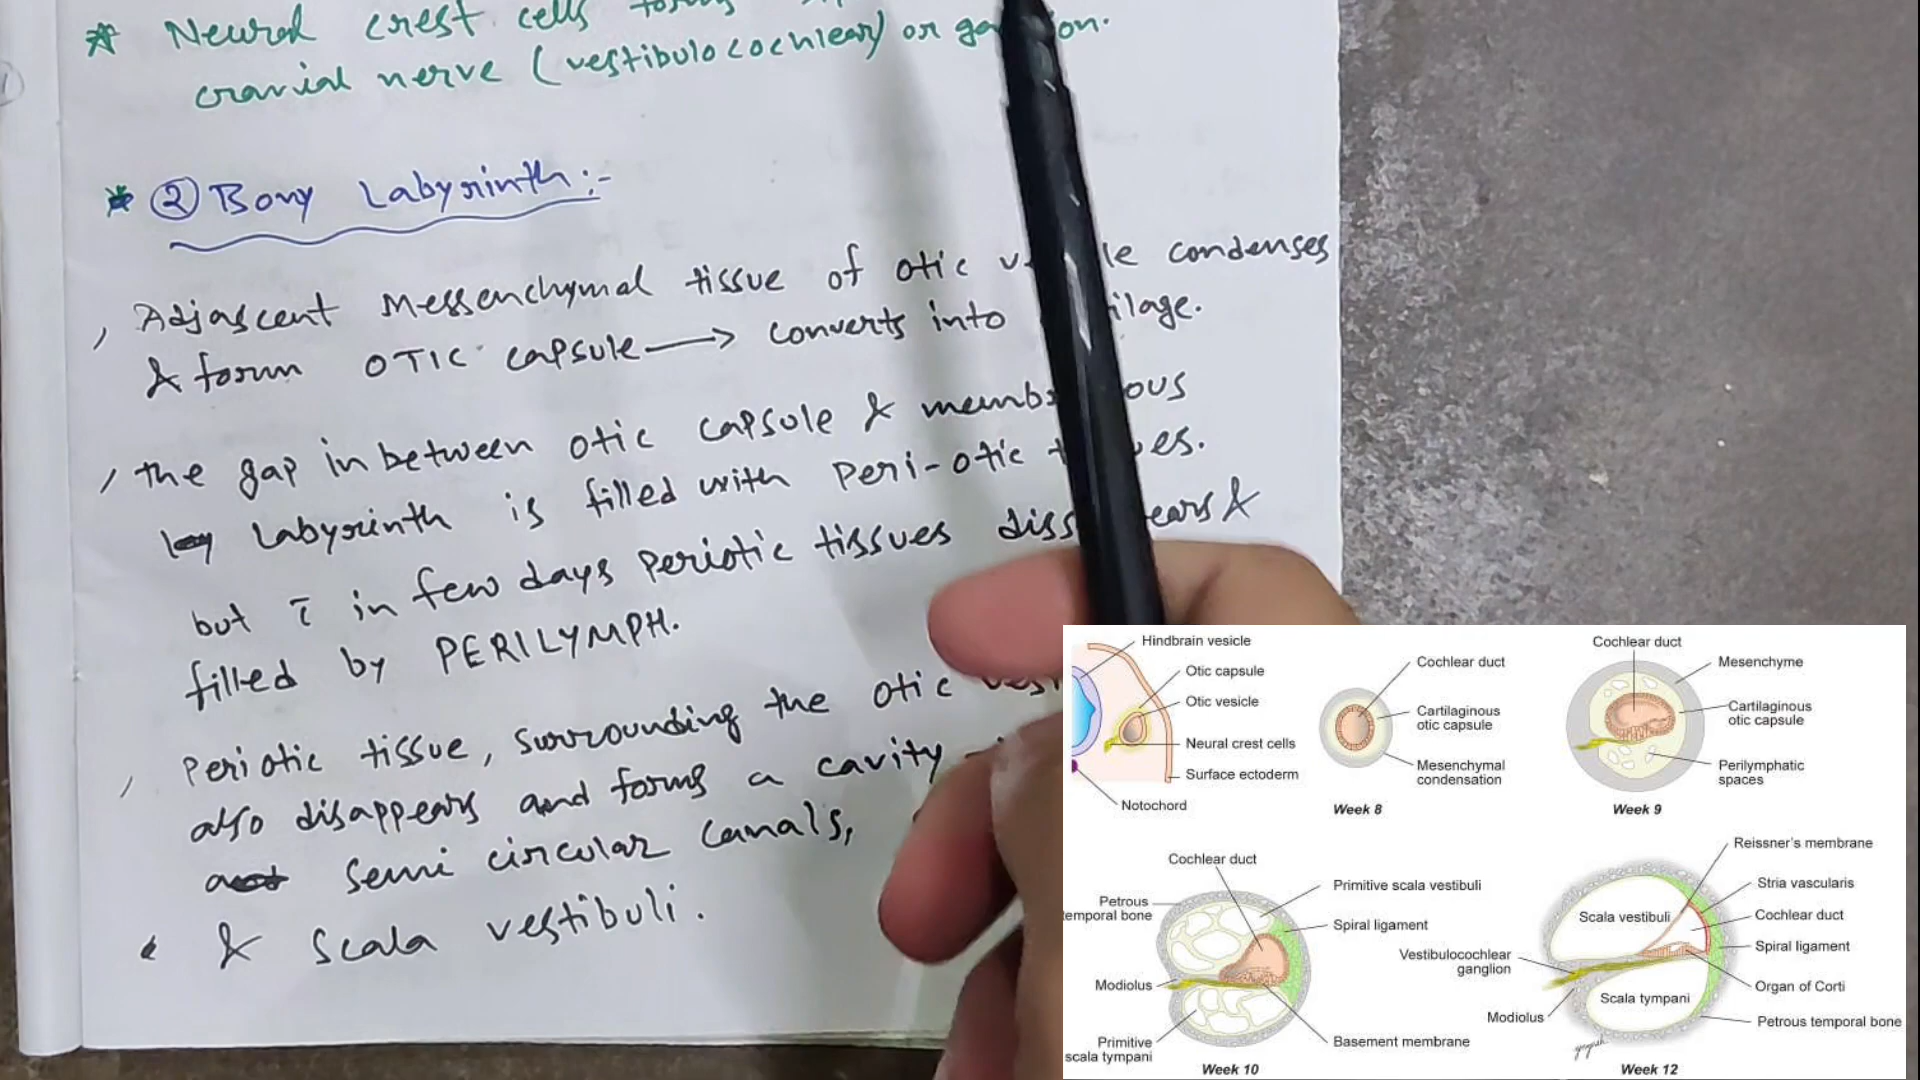 Neural crest cells forms
cranial nerve (vestibulocochlear) or
② Bony Labyrinth:-
Adjascent Messenchymal tissue of otic condenses
& form OTIC capsule → converts into
the gap in between otic capsule &
Labyrinth is filled with Peri-otic
but in few days periotic tissues
filled by PERILYMPH.
Periotic tissue, surrounding the otic
also disappears and forms a cavity
semi circular canals,
& Scala vestibuli.
Hindbrain vesicle
Otic capsule
Otic vesicle
Neural crest cells
Surface ectoderm
Notochord
Cochlear duct
Cartilaginous
otic capsule
Mesenchymal
condensation
Week 8
Cochlear duct
Mesenchyme
Cartilaginous
otic capsule
Perilymphatic
spaces
Week 9
Cochlear duct
Petrous
temporal bone
Primitive scala vestibuli
Spiral ligament
Modiolus
Primitive
scala tympani
Basement membrane
Week 10
Reissner's membrane
Stria vascularis
Scala vestibuli
Cochlear duct
Spiral ligament
Vestibulocochlear
ganglion
Organ of Corti
Scala tympani
Modiolus
Petrous temporal bone
Week 12